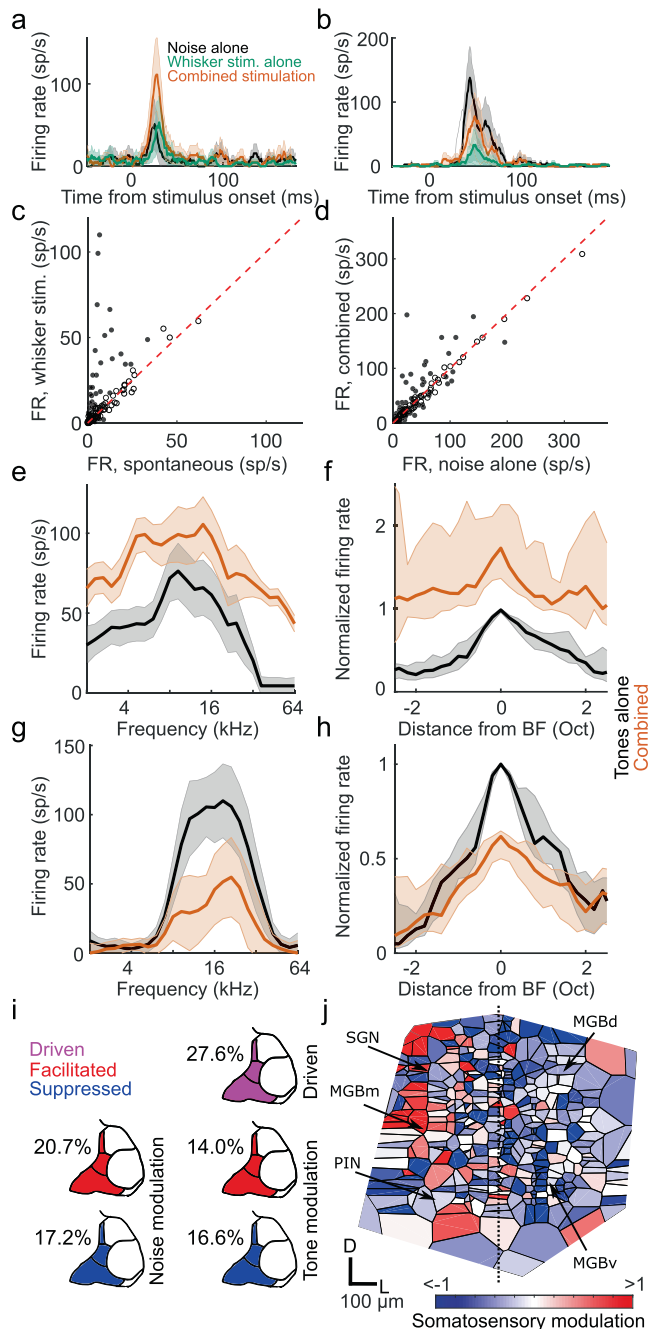 a
Firing rate (sp/s)
100
0
Noise alone
Whisker stim. alone
Combined stimulation
0
100
Time from stimulus onset (ms)
b
Firing rate (sp/s)
200
100
0
0
100
Time from stimulus onset (ms)
c
FR, whisker stim. (sp/s)
100
50
0
0
50
100
FR, spontaneous (sp/s)
d
FR, combined (sp/s)
300
200
100
0
0
100
200
300
FR, noise alone (sp/s)
e
Firing rate (sp/s)
100
50
0
4
16
64
Frequency (kHz)
f
Normalized firing rate
2
1
0
-2
0
2
Distance from BF (Oct)
Tones alone
Combined
g
Firing rate (sp/s)
150
100
50
0
4
16
64
Frequency (kHz)
h
Normalized firing rate
1
0.5
0
-2
0
2
Distance from BF (Oct)
i
Driven
Facilitated
Suppressed
27.6%
Driven
20.7%
14.0%
17.2%
16.6%
Noise modulation
Tone modulation
j
SGN
MGBd
MGBm
PIN
MGBv
D
L
100 µm
<-1
>1
Somatosensory modulation